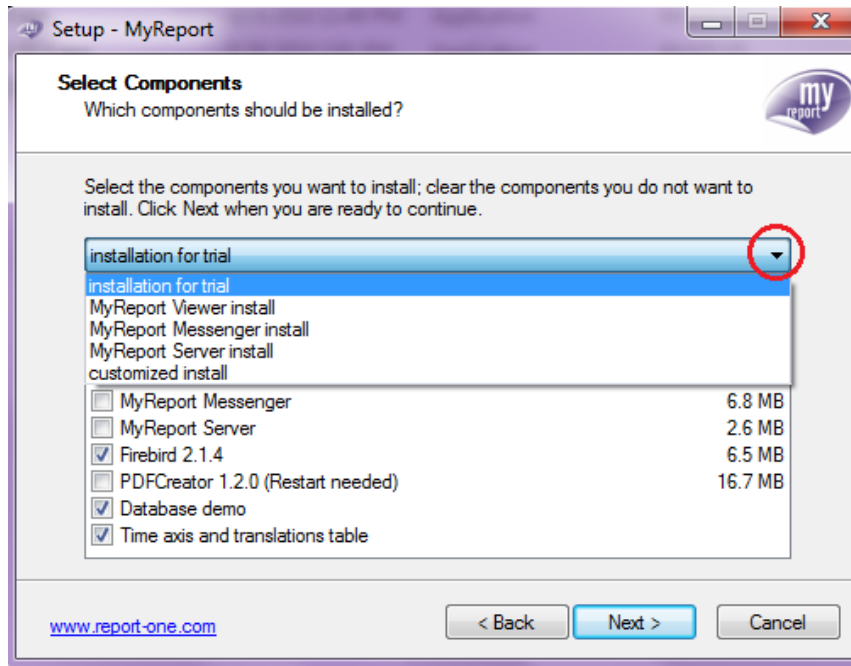 Setup - MyReport
Select Components
Which components should be installed?
my
report
Select the components you want to install; clear the components you do not want to
install. Click Next when you are ready to continue.
installation for trial
installation for trial
MyReport Viewer install
MyReport Messenger install
MyReport Server install
customized install
MyReport Messenger 6.8 MB
MyReport Server 2.6 MB
Firebird 2.1.4 6.5 MB
PDFCreator 1.2.0 (Restart needed) 16.7 MB
Database demo
Time axis and translations table
www.report-one.com
< Back Next > Cancel